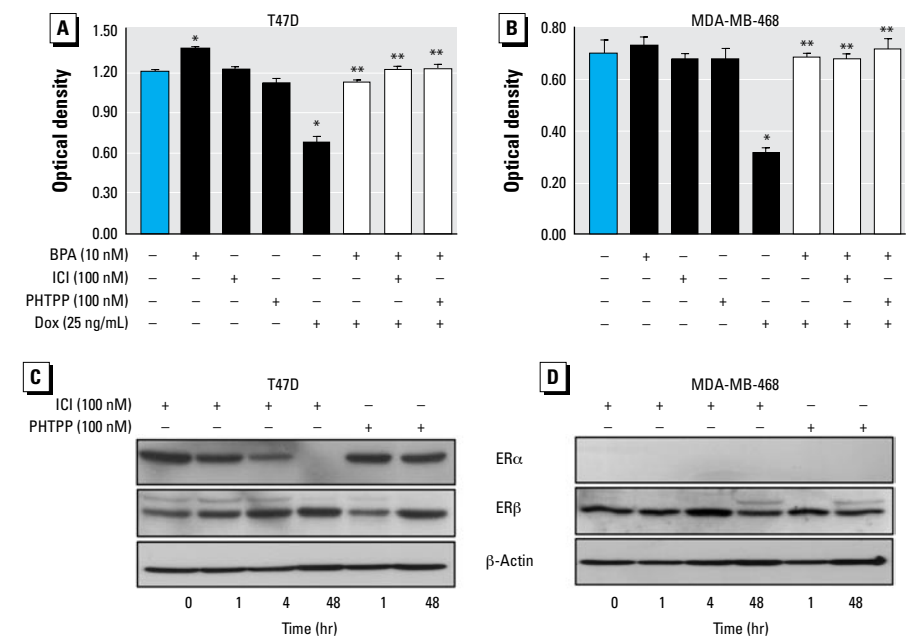 A
T47D
Optical density
1.50
1.20
0.90
0.60
0.30
0.00
* * ** ** **
BPA (10 nM) – + – – – + + +
ICI (100 nM) – – + – – – + –
PHTPP (100 nM) – – – + – – – +
Dox (25 ng/mL) – – – – + + + +
B
MDA-MB-468
Optical density
0.80
0.60
0.40
0.20
0.00
* ** ** **
– + – – – + + +
– – + – – – + –
– – – + – – – +
– – – – + + + +
C
T47D
ICI (100 nM) + + + + – –
PHTPP (100 nM) – – – – + +
D
MDA-MB-468
+ + + + – –
– – – – + +
ERα
ERβ
β-Actin
0 1 4 48 1 48
Time (hr)
0 1 4 48 1 48
Time (hr)